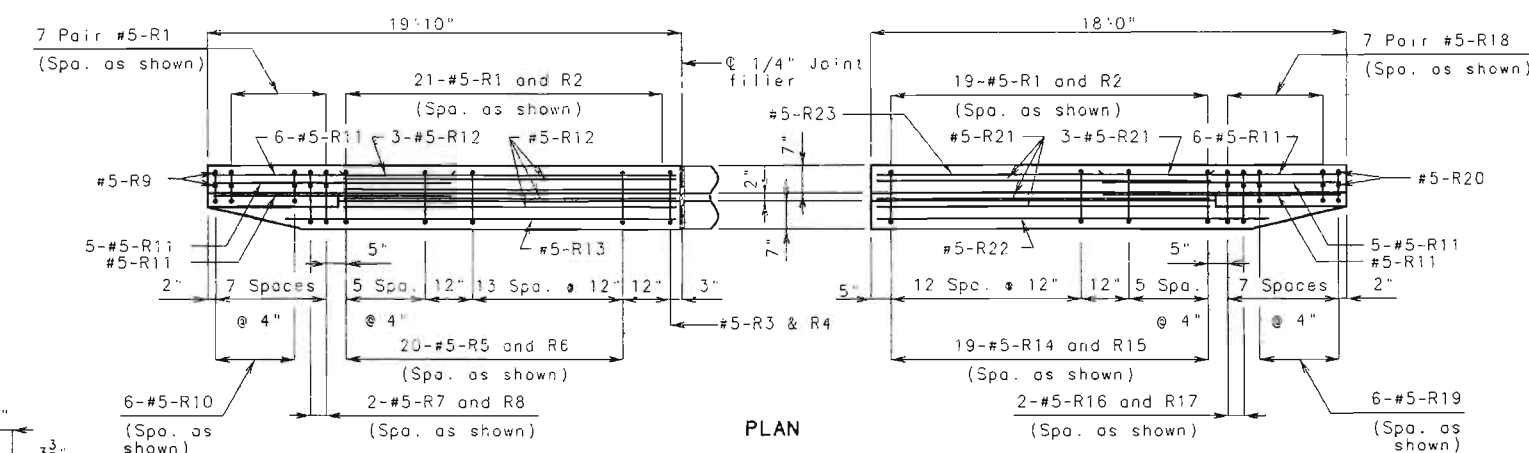 19'10"
18'0"
7 Pair #5-R1
(Spa. as shown)
7 Pair #5-R18
(Spa. as shown)
℄ 1/4" Joint
filler
21-#5-R1 and R2
(Spa. as shown)
19-#5-R1 and R2
(Spa. as shown)
#5-R23
6-#5-R11
3-#5-R12
#5-R12
#5-R21
3-#5-R21
6-#5-R11
7"
2"
7"
#5-R9
#5-R20
5-#5-R11
#5-R11
#5-R13
#5-R22
5-#5-R11
#5-R11
5"
5"
2"
7 Spaces
@ 4"
5 Spa.
@ 4"
12"
13 Spa. @ 12"
12"
3"
5"
12 Spa. @ 12"
12"
5 Spa.
@ 4"
7 Spaces
@ 4"
2"
#5-R3 & R4
20-#5-R5 and R6
(Spa. as shown)
19-#5-R14 and R15
(Spa. as shown)
6-#5-R10
(Spa. as
shown)
2-#5-R7 and R8
(Spa. as shown)
PLAN
2-#5-R16 and R17
(Spa. as shown)
6-#5-R19
(Spa. as
shown)
"
3 3/4"